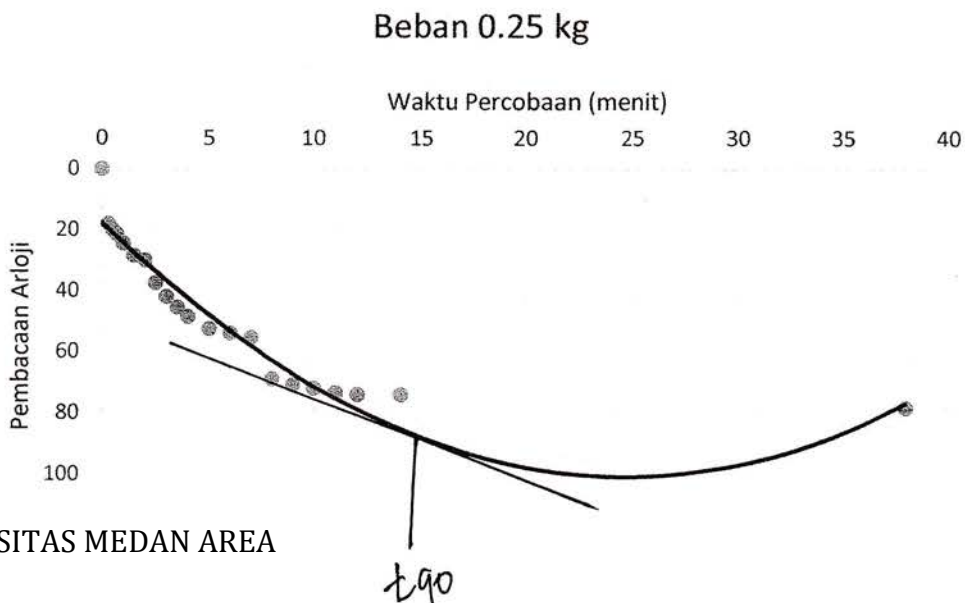 Beban 0.25 kg
Waktu Percobaan (menit)
0 5 10 15 20 25 30 35 40
Pembacaan Arloji
0
20
40
60
80
100
SITAS MEDAN AREA
t90